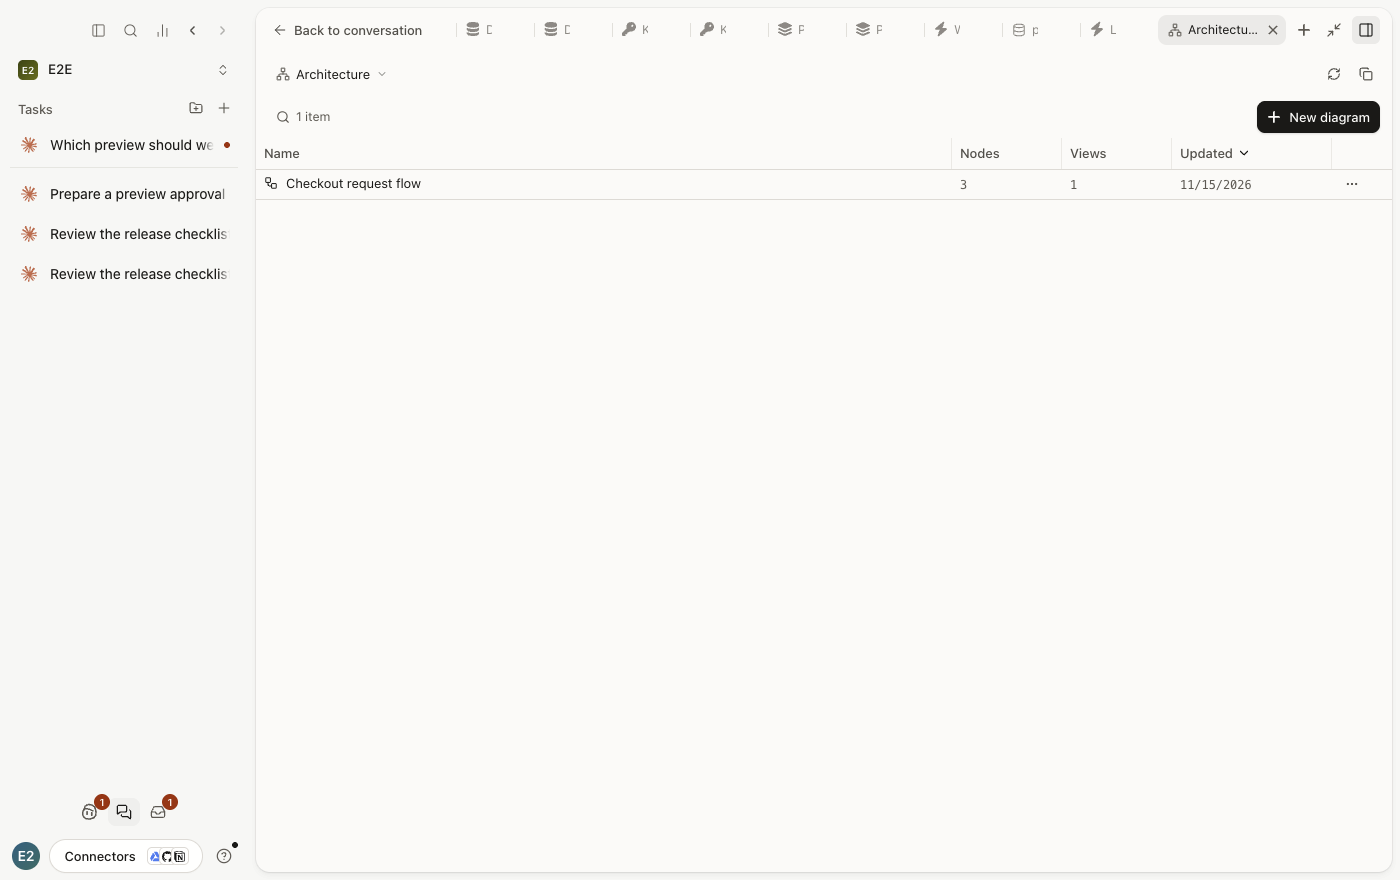 Back to conversation
D
D
K
K
P
P
V
p
L
Architectu...
E2
E2E
Architecture
Tasks
1 item
New diagram
Which preview should we
Name
Nodes
Views
Updated
Checkout request flow
3
1
11/15/2026
Prepare a preview approval
Review the release checklis
Review the release checklis
1
1
E2
Connectors